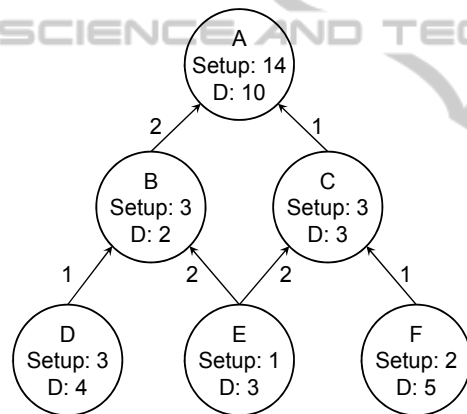 SCIENCE AND TEC
A
Setup: 14
D: 10
2
1
B
Setup: 3
D: 2
C
Setup: 3
D: 3
1
2
2
1
D
Setup: 3
D: 4
E
Setup: 1
D: 3
F
Setup: 2
D: 5